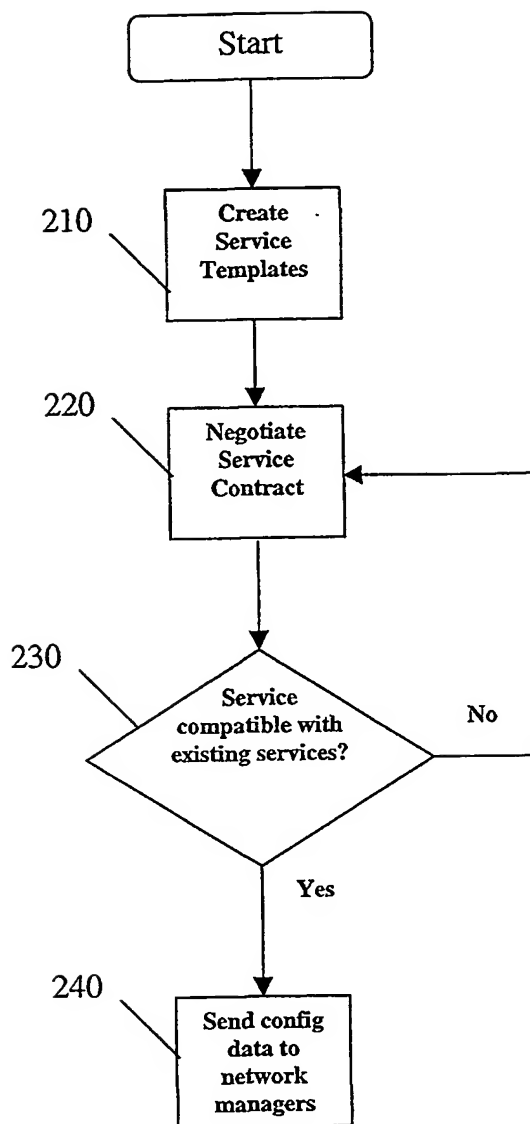 Start
210
Create
Service
Templates
220
Negotiate
Service
Contract
230
Service
compatible with
existing services?
No
Yes
240
Send config
data to
network
managers